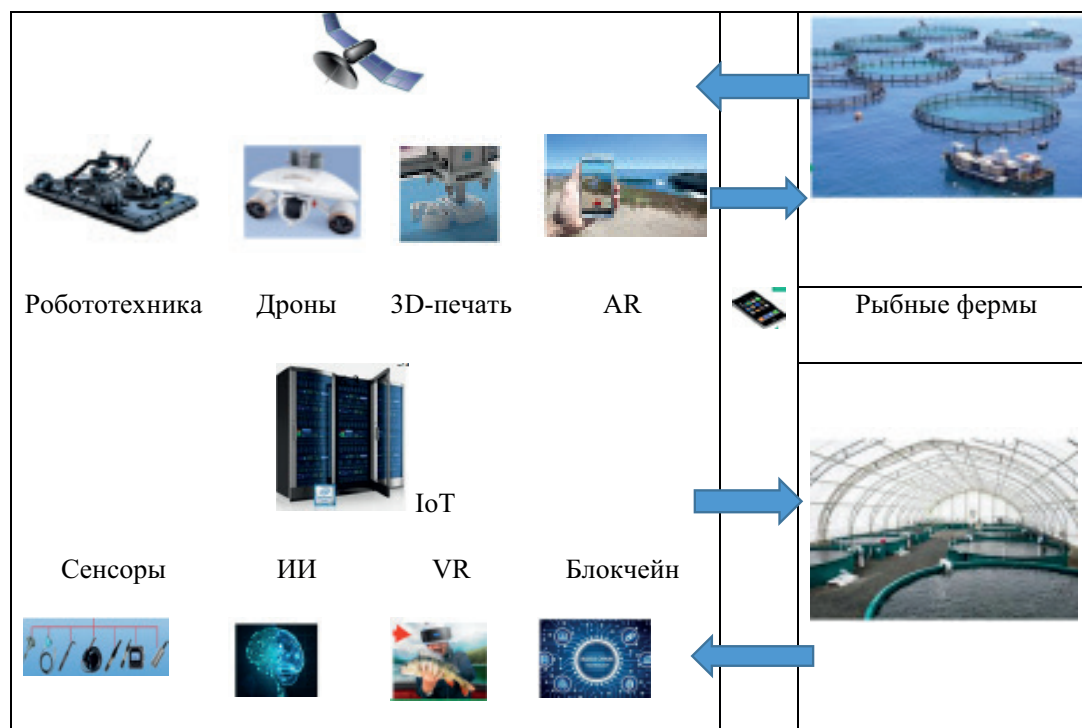 Робототехника Дроны 3D-печать AR
Рыбные фермы
IoT
Сенсоры ИИ VR Блокчейн